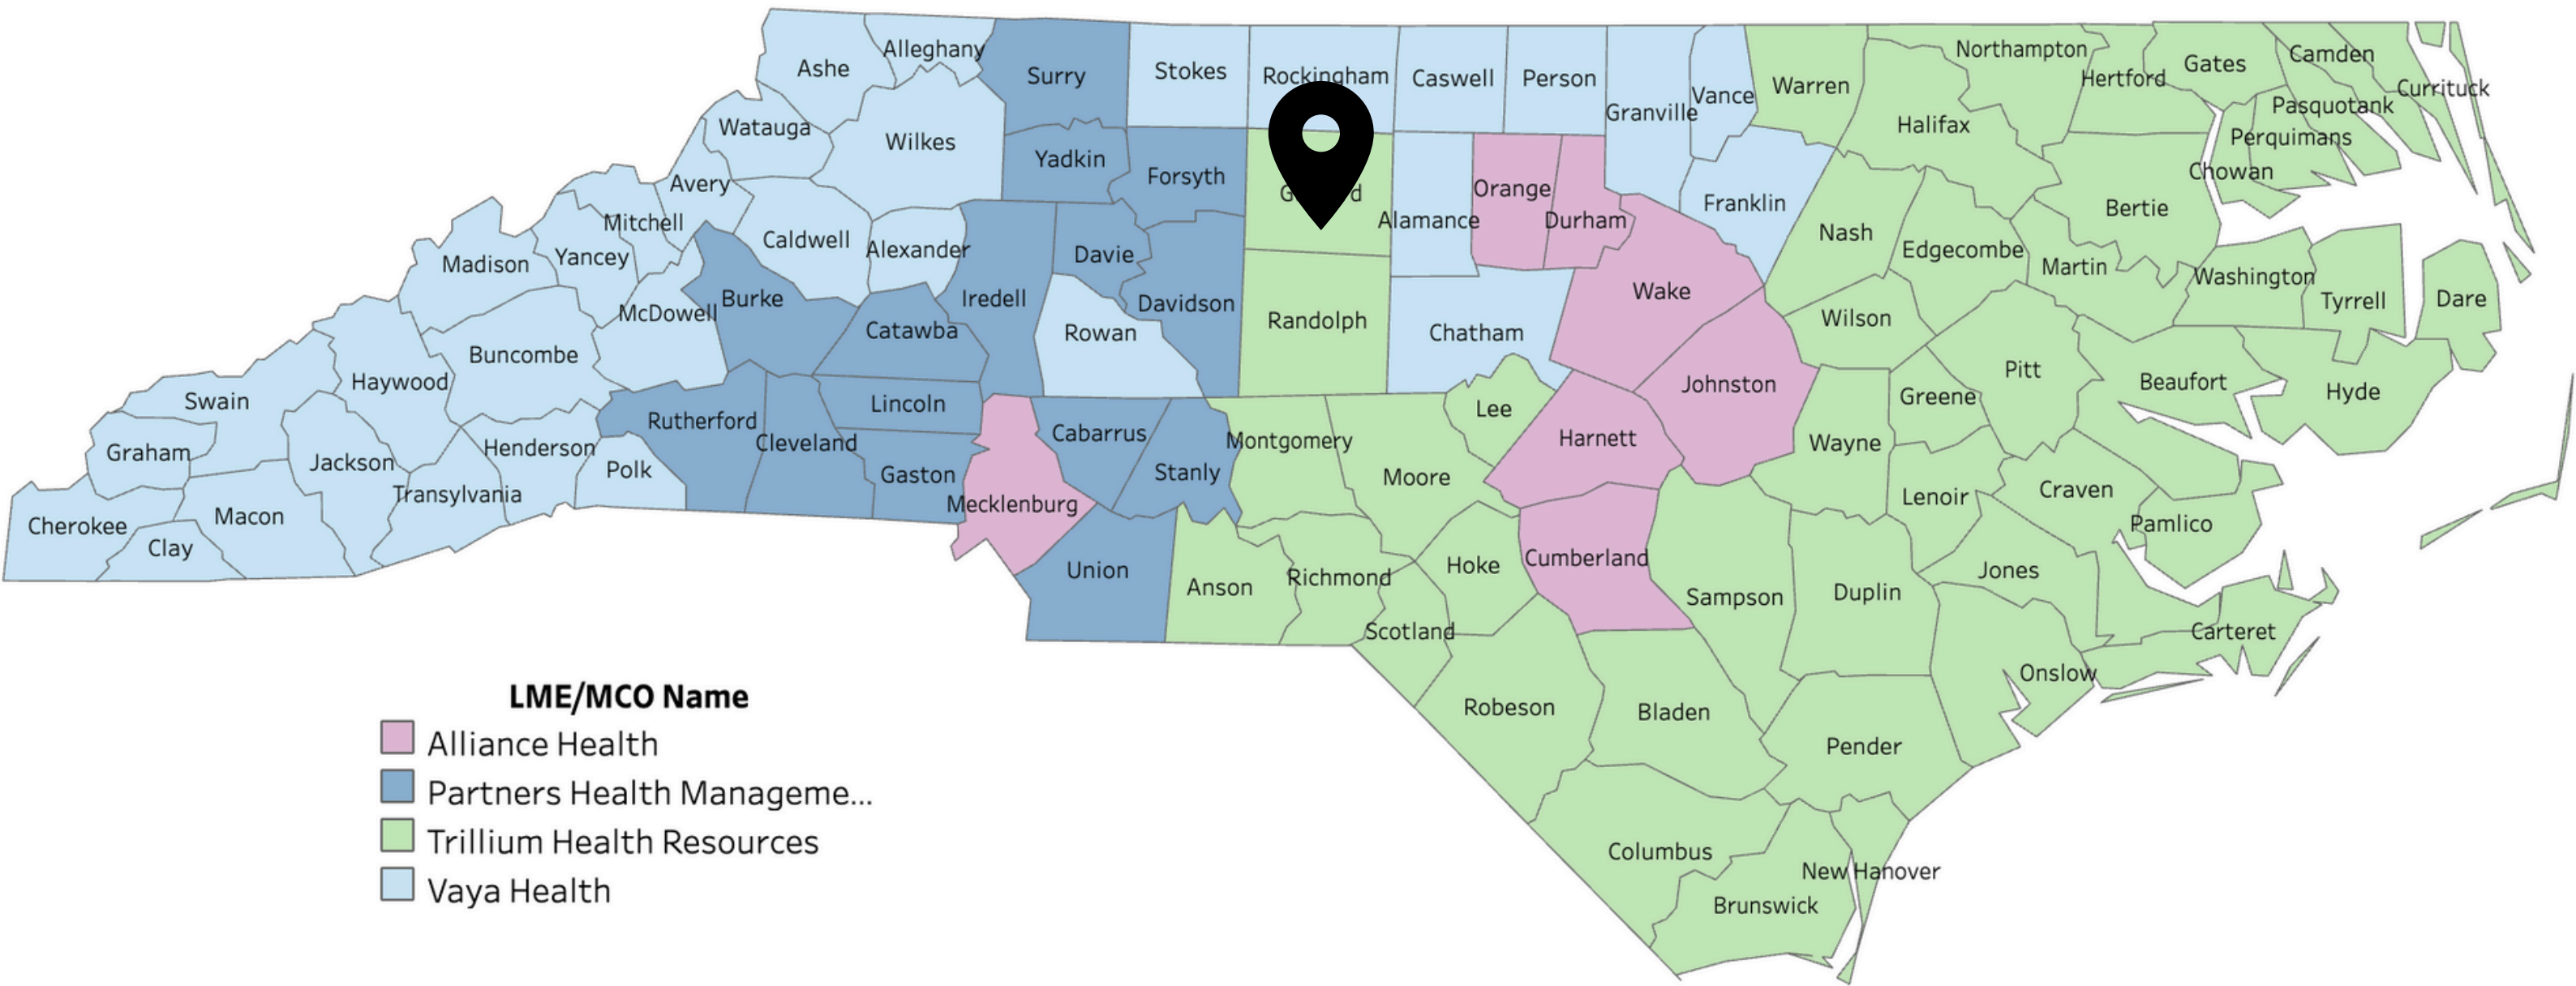 Alleghany
Ashe
Surry
Stokes
Rockingham
Caswell
Person
Granville
Vance
Warren
Northampton
Hertford
Gates
Camden
Currituck
Pasquotank
Perquimans
Chowan
Halifax
Watauga
Wilkes
Yadkin
Forsyth
Orange
Durham
Alamance
Franklin
Nash
Edgecombe
Bertie
Martin
Washington
Tyrrell
Dare
Avery
Mitchell
Yancey
Madison
Caldwell
Alexander
Davie
Iredell
Davidson
Randolph
Chatham
Wake
Wilson
Pitt
Beaufort
Hyde
McDowell
Burke
Catawba
Rowan
Buncombe
Haywood
Swain
Graham
Johnston
Greene
Lee
Harnett
Wayne
Lenoir
Craven
Pamlico
Rutherford
Cleveland
Lincoln
Gaston
Cabarrus
Stanly
Montgomery
Moore
Henderson
Polk
Jackson
Transylvania
Macon
Cherokee
Clay
Mecklenburg
Union
Anson
Richmond
Hoke
Scotland
Cumberland
Sampson
Duplin
Jones
Carteret
Onslow
Robeson
Bladen
Pender
Columbus
New Hanover
Brunswick
LME/MCO Name
Alliance Health
Partners Health Manageme...
Trillium Health Resources
Vaya Health